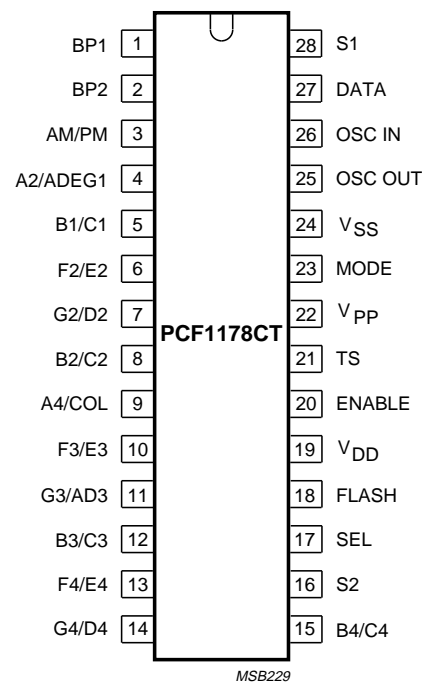 BP1 1 28 S1
BP2 2 27 DATA
AM/PM 3 26 OSC IN
A2/ADEG1 4 25 OSC OUT
B1/C1 5 24 VSS
F2/E2 6 23 MODE
G2/D2 7 22 VPP
PCF1178CT
B2/C2 8 21 TS
A4/COL 9 20 ENABLE
F3/E3 10 19 VDD
G3/AD3 11 18 FLASH
B3/C3 12 17 SEL
F4/E4 13 16 S2
G4/D4 14 15 B4/C4
MSB229